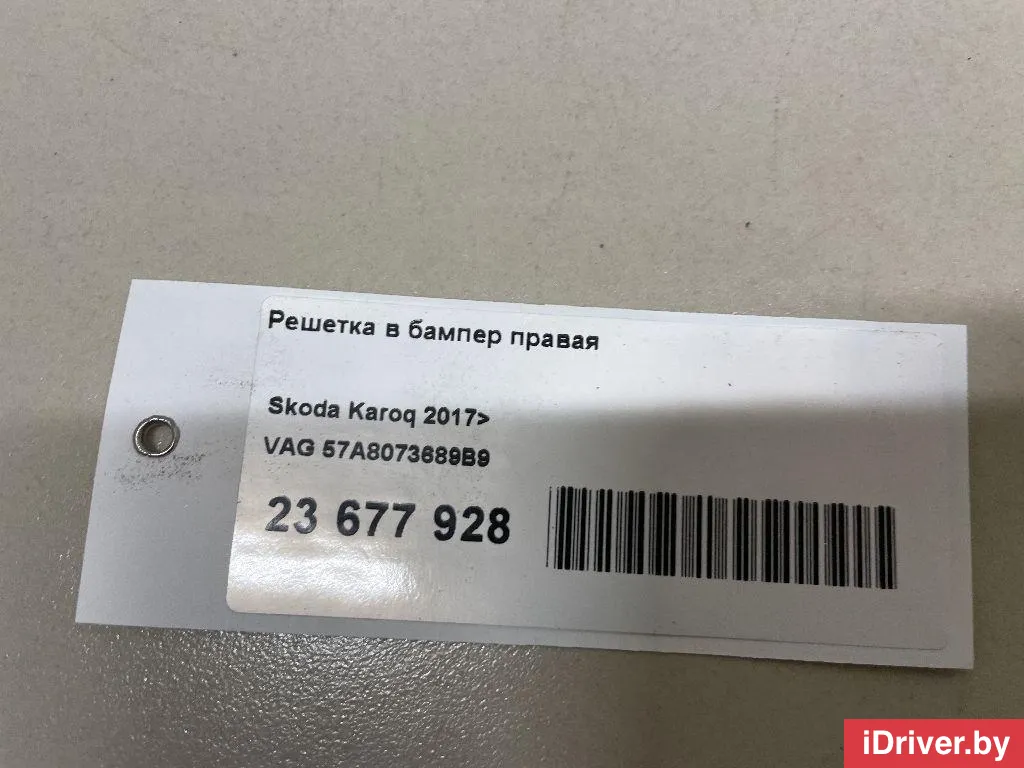 Решетка в бампер правая
Skoda Karoq 2017>
VAG 57A8073689B9
23 677 928
iDriver.by